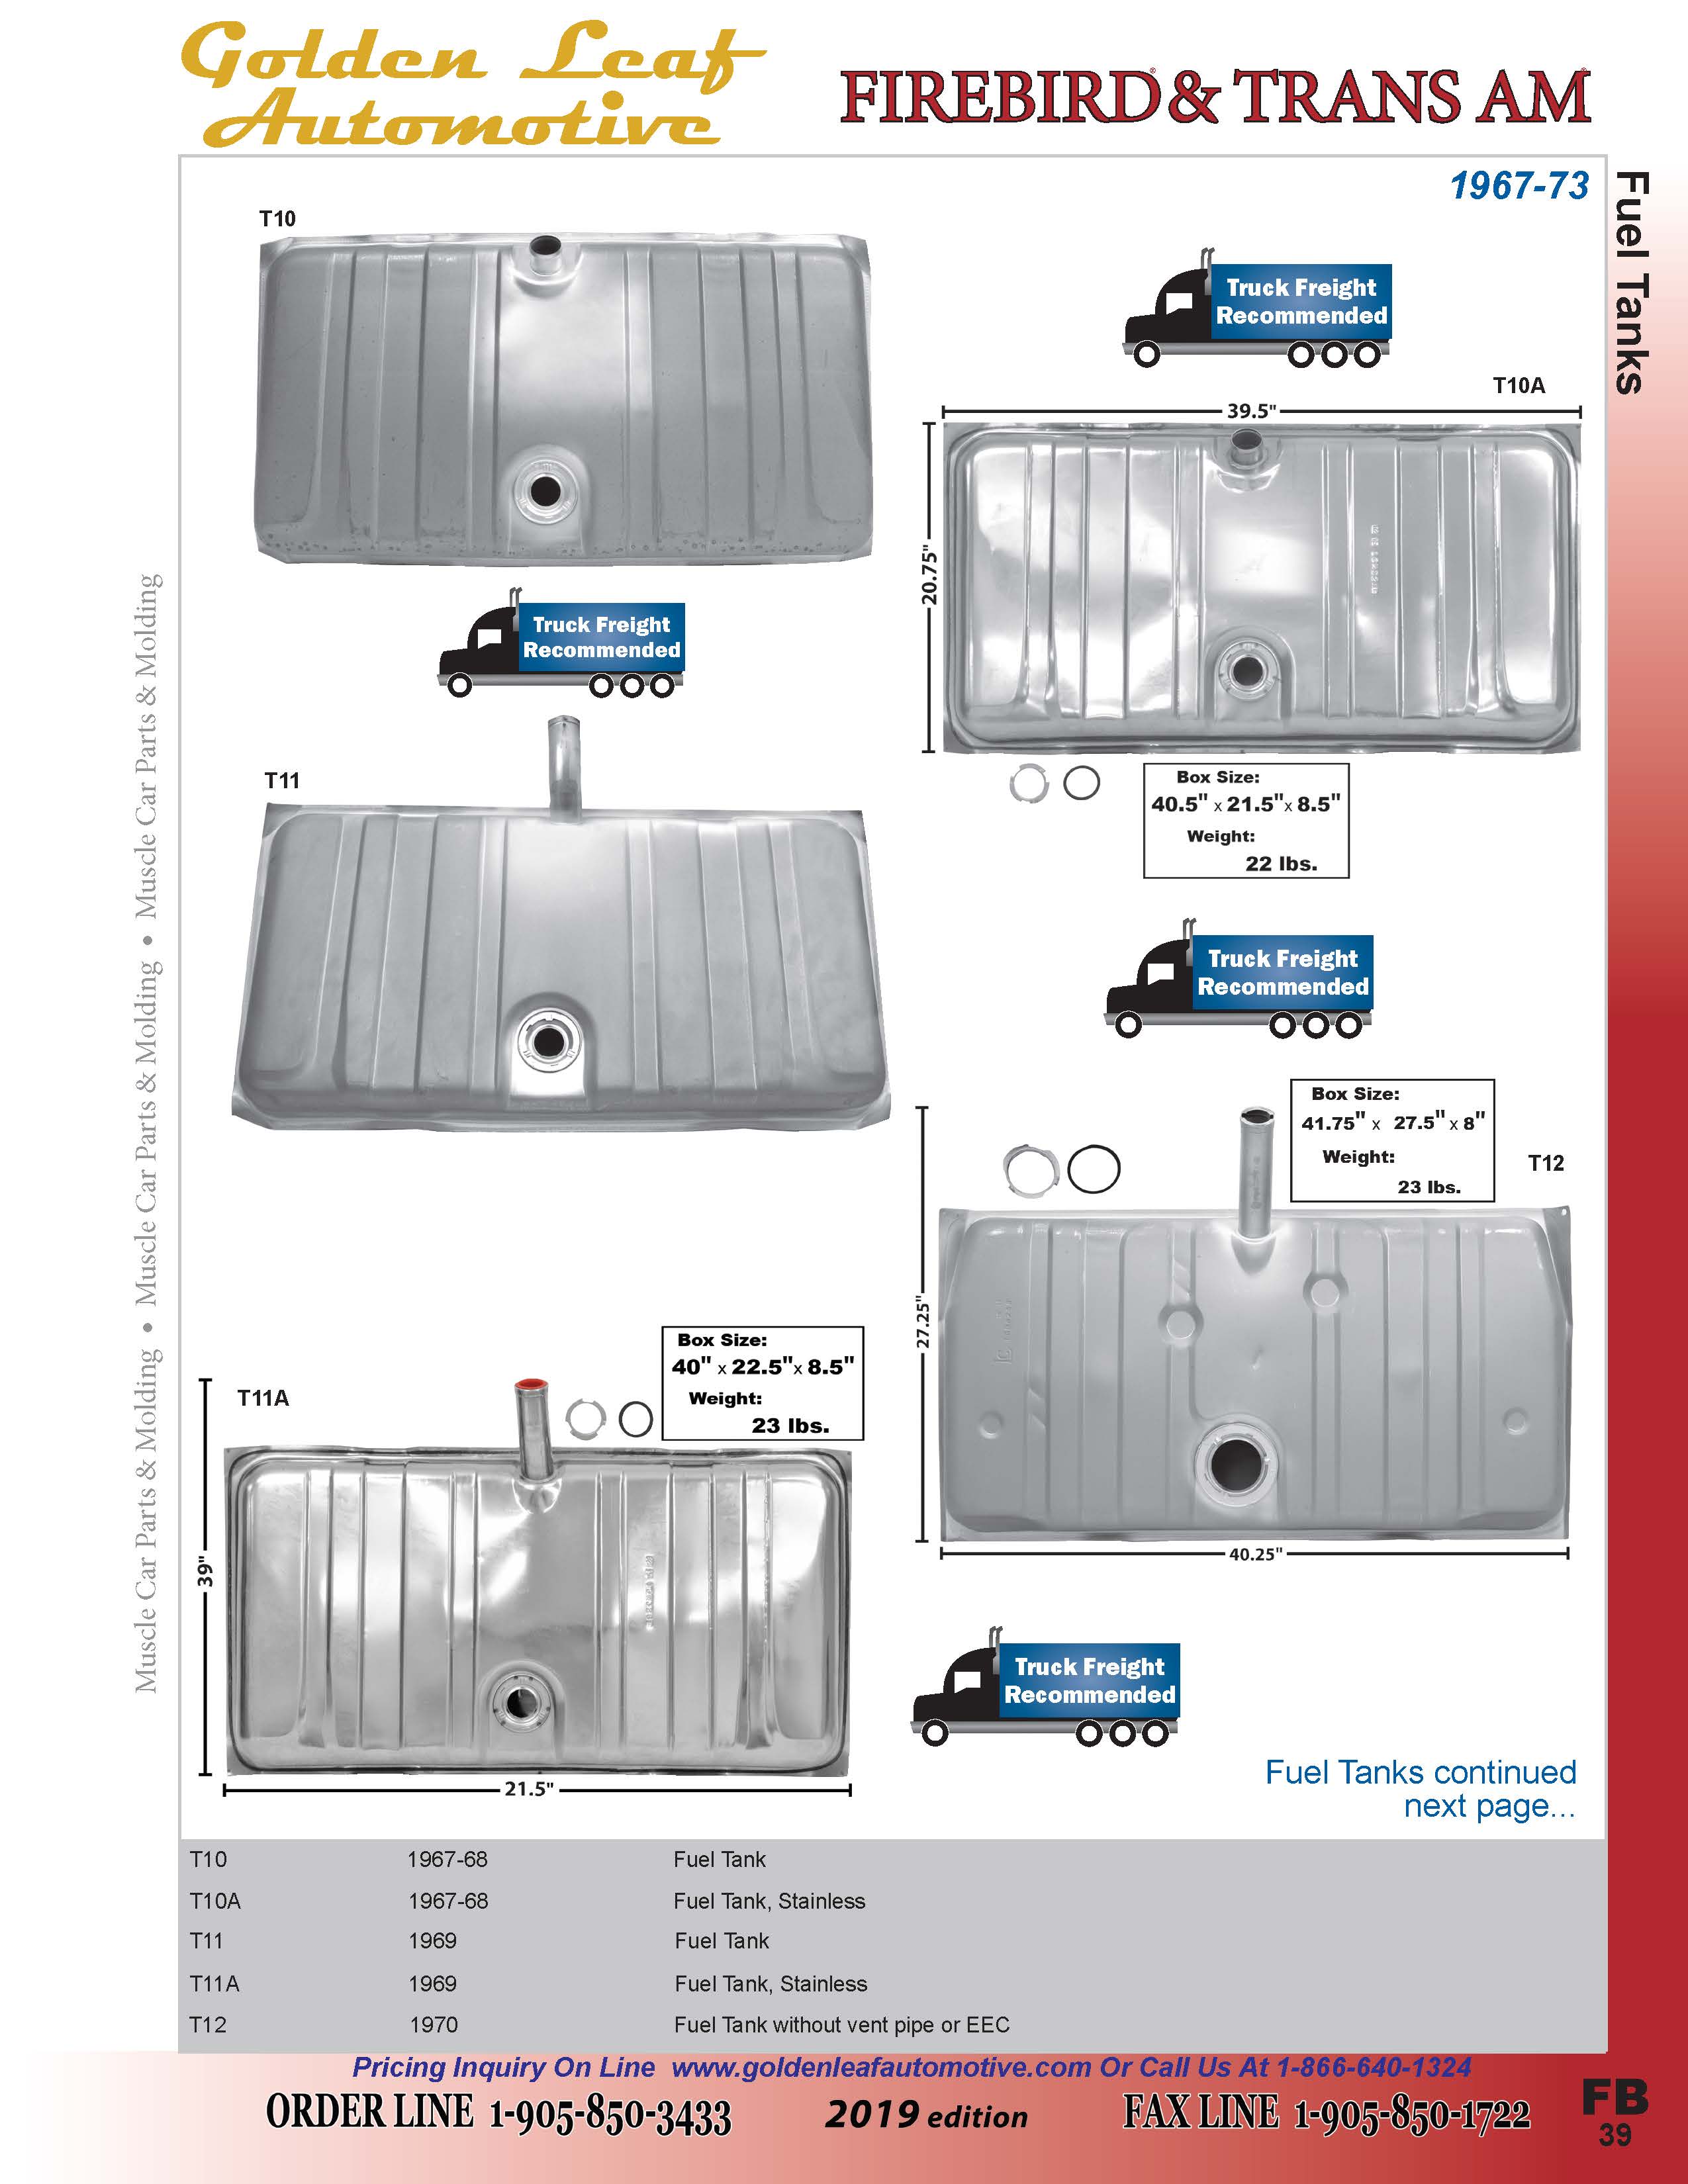 Golden Leaf
Automotive
FIREBIRD® & TRANS AM®
1967-73
Fuel Tanks
T10
Truck Freight
Recommended
T10A
39.5"
20.75"
Truck Freight
Recommended
Box Size:
40.5" x 21.5" x 8.5"
Weight:
22 lbs.
T11
Truck Freight
Recommended
Box Size:
41.75" x 27.5" x 8"
Weight:
23 lbs.
T12
27.25"
40.25"
Box Size:
40" x 22.5" x 8.5"
Weight:
23 lbs.
T11A
39"
21.5"
Truck Freight
Recommended
Fuel Tanks continued
next page...
Muscle Car Parts & Molding • Muscle Car Parts & Molding • Muscle Car Parts & Molding
T10 1967-68 Fuel Tank
T10A 1967-68 Fuel Tank, Stainless
T11 1969 Fuel Tank
T11A 1969 Fuel Tank, Stainless
T12 1970 Fuel Tank without vent pipe or EEC
Pricing Inquiry On Line www.goldenleafautomotive.com Or Call Us At 1-866-640-1324
ORDER LINE 1-905-850-3433 2019 edition FAX LINE 1-905-850-1722
FB
39